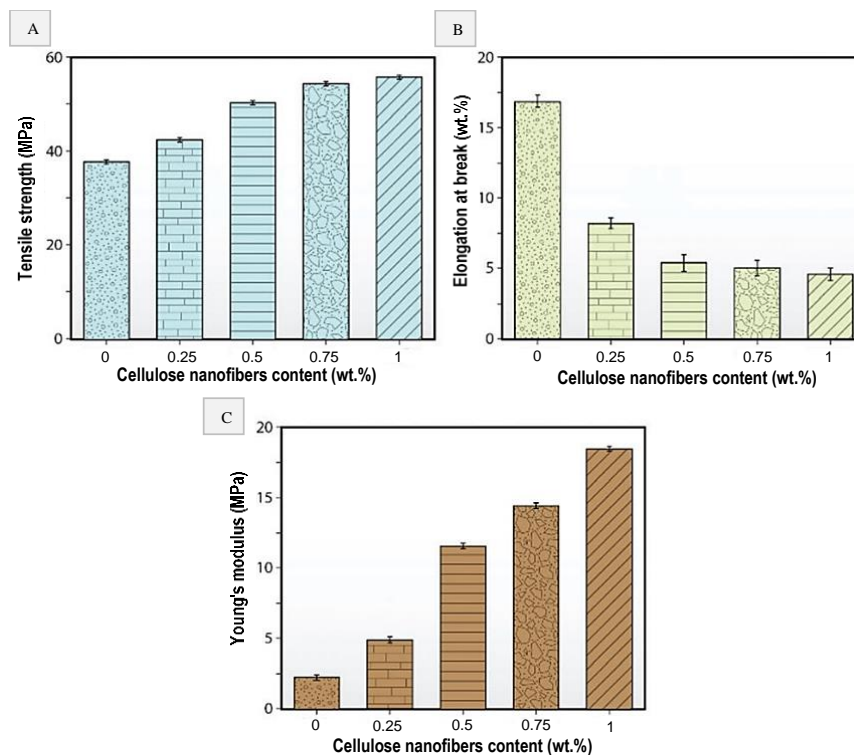 A
Tensile strength (MPa)
60
40
20
0
0 0.25 0.5 0.75 1
Cellulose nanofibers content (wt.%)
B
Elongation at break (wt.%)
20
15
10
5
0
0 0.25 0.5 0.75 1
Cellulose nanofibers content (wt.%)
C
Young's modulus (MPa)
20
15
10
5
0
0 0.25 0.5 0.75 1
Cellulose nanofibers content (wt.%)